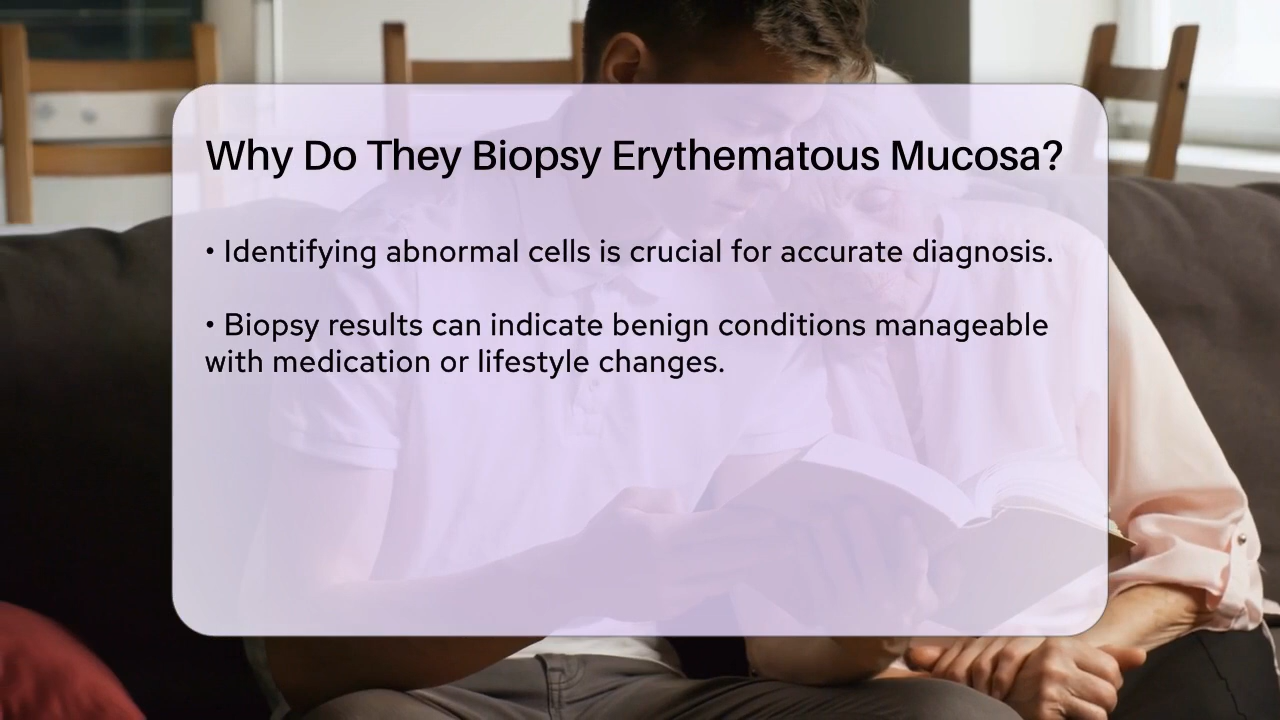 Why Do They Biopsy Erythematous Mucosa?
• Identifying abnormal cells is crucial for accurate diagnosis.
• Biopsy results can indicate benign conditions manageable
with medication or lifestyle changes.